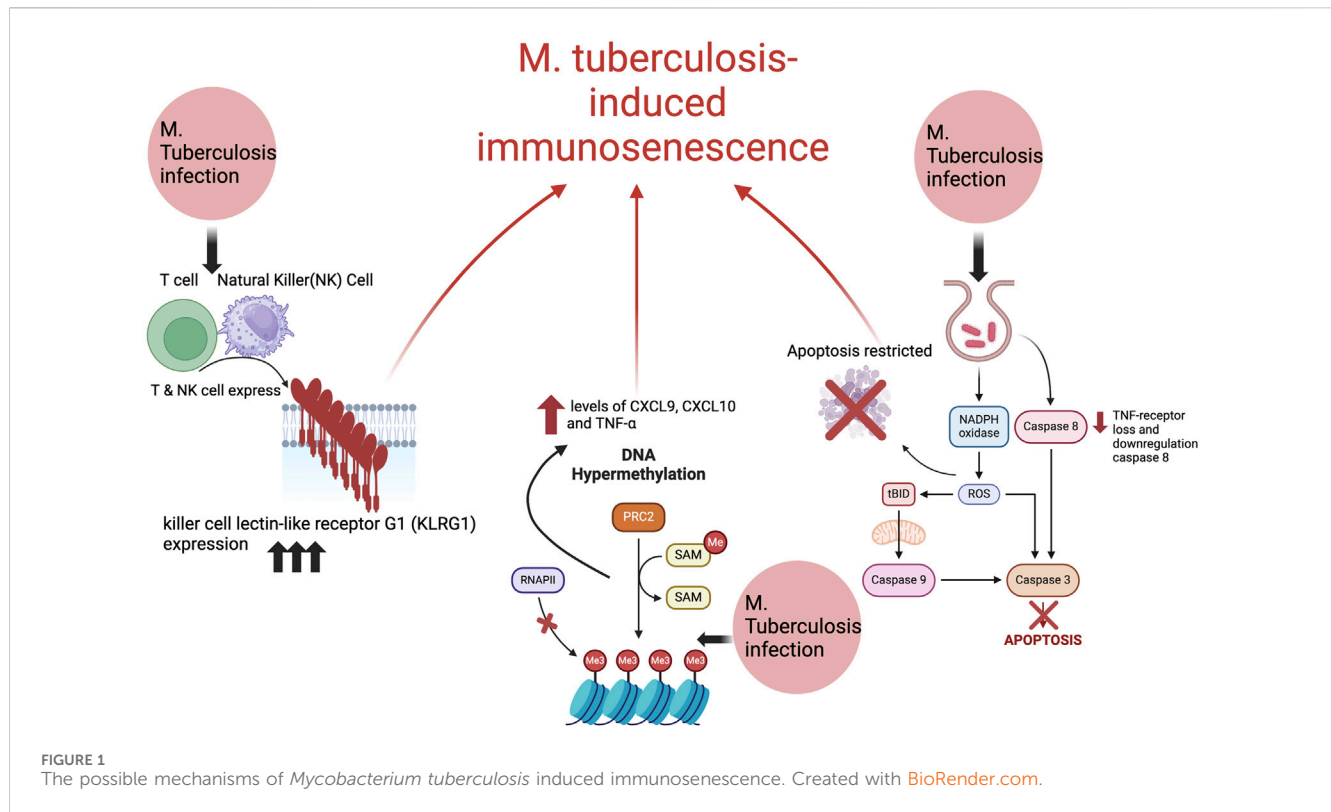 M. tuberculosis-
induced
immunosenescence
M.
Tuberculosis
infection
T cell
Natural Killer(NK) Cell
T & NK cell express
killer cell lectin-like receptor G1 (KLRG1)
expression
levels of CXCL9, CXCL10
and TNF-α
DNA
Hypermethylation
PRC2
SAM
Me
SAM
RNAPII
Me3
Me3
Me3
Me3
M.
Tuberculosis
infection
M.
Tuberculosis
infection
Apoptosis restricted
NADPH
oxidase
Caspase 8
TNF-receptor
loss and
downregulation
caspase 8
tBID
ROS
Caspase 9
Caspase 3
APOPTOSIS
FIGURE 1
The possible mechanisms of Mycobacterium tuberculosis induced immunosenescence. Created with BioRender.com.